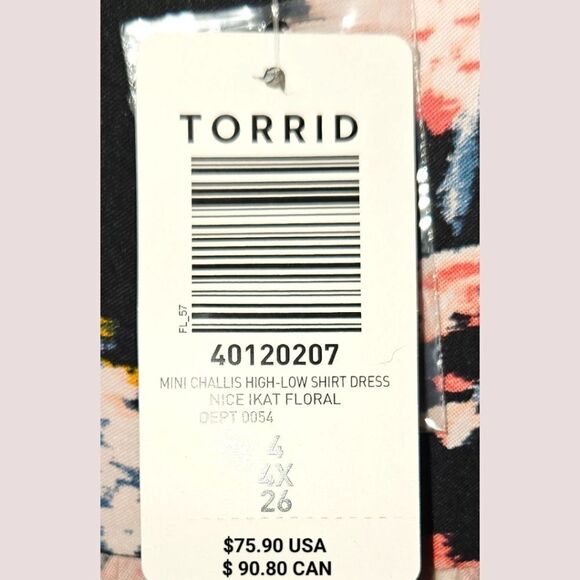 TORRID
FL_57
40120207
MINI CHALLIS HIGH-LOW SHIRT DRESS
NICE IKAT FLORAL
DEPT 0054
4
4X
26
$75.90 USA
$ 90.80 CAN